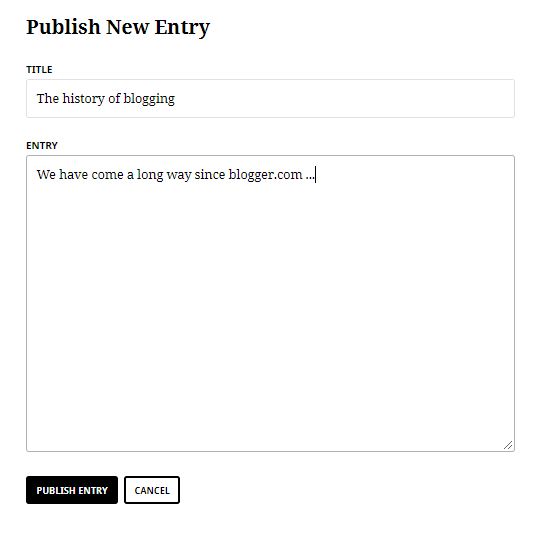 Publish New Entry
TITLE
The history of blogging
ENTRY
We have come a long way since blogger.com ...
PUBLISH ENTRY
CANCEL